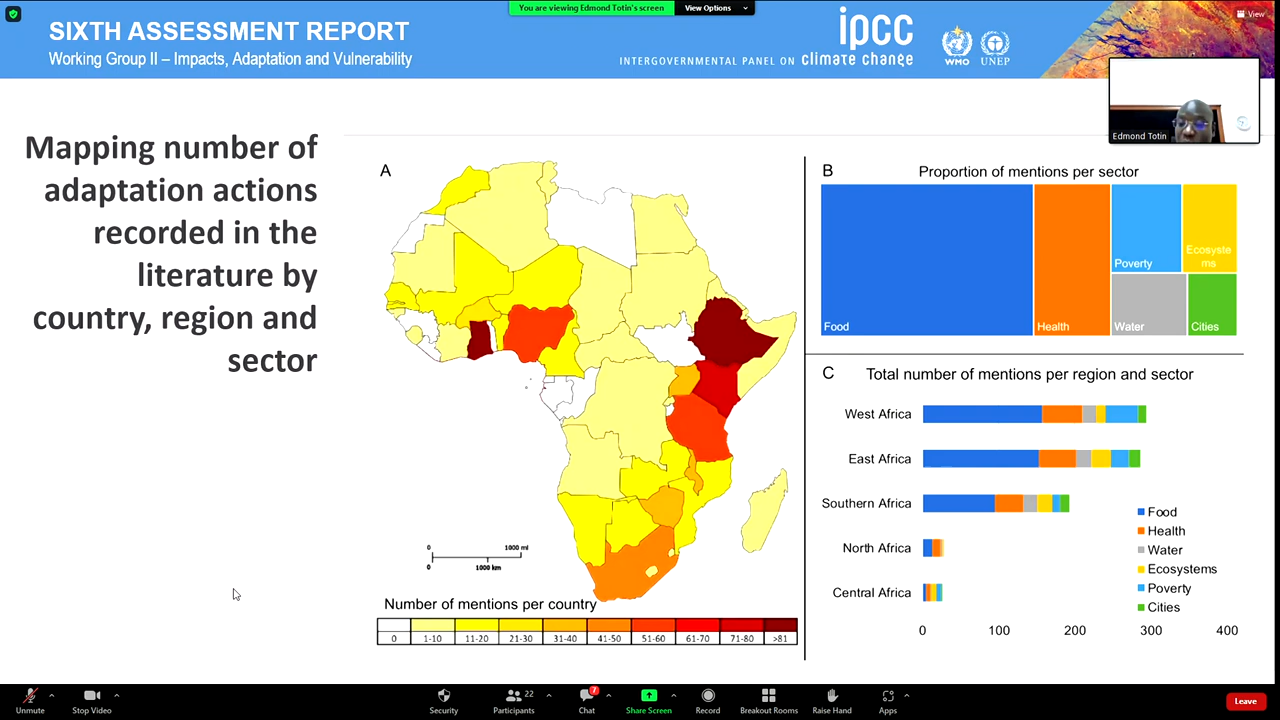 You are viewing Edmond Totin's screen
View Options
View
SIXTH ASSESSMENT REPORT
Working Group II – Impacts, Adaptation and Vulnerability
ipcc
INTERGOVERNMENTAL PANEL ON climate change
WMO
UNEP
Edmond Totin
Mapping number of
adaptation actions
recorded in the
literature by
country, region and
sector
A
0 1000 mi
0 1000 km
Number of mentions per country
0 1-10 11-20 21-30 31-40 41-50 51-60 61-70 71-80 >81
B Proportion of mentions per sector
Food
Health
Poverty
Ecosyste
ms
Water
Cities
C Total number of mentions per region and sector
West Africa
East Africa
Southern Africa
North Africa
Central Africa
Food
Health
Water
Ecosystems
Poverty
Cities
0 100 200 300 400
Unmute
Stop Video
Security
Participants 22
Chat 7
Share Screen
Record
Breakout Rooms
Raise Hand
Apps
Leave